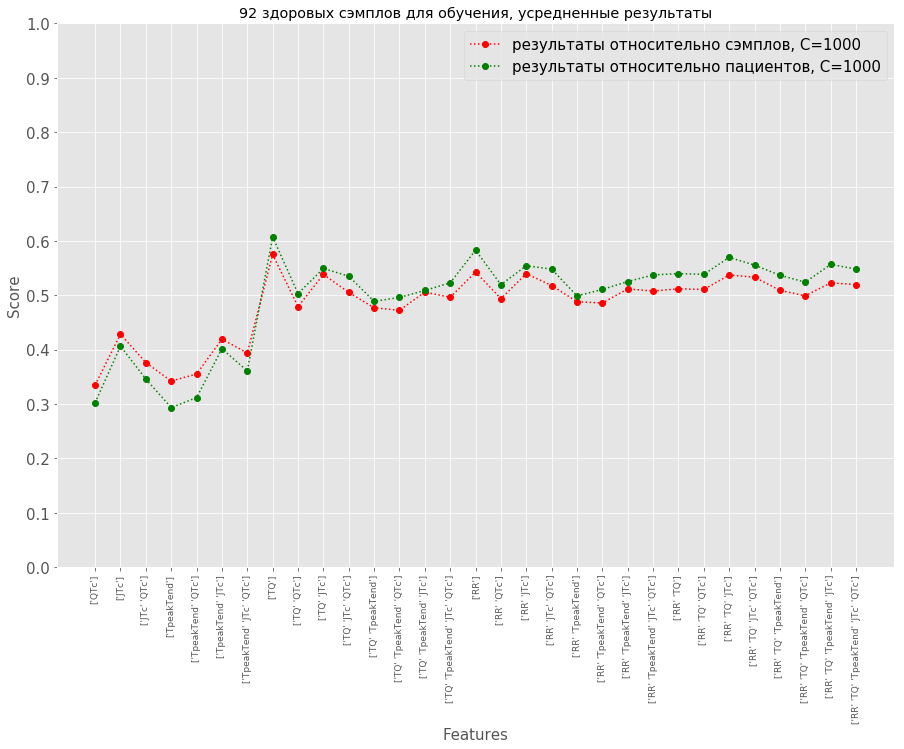 92 здоровых сэмплов для обучения, усредненные результаты
результаты относительно сэмплов, C=1000
результаты относительно пациентов, C=1000
Score
1.0
0.9
0.8
0.7
0.6
0.5
0.4
0.3
0.2
0.1
0.0
['QTc']
['JTc']
['JTc' 'QTc']
['TpeakTend']
['TpeakTend' 'QTc']
['TpeakTend' 'JTc']
['TpeakTend' 'JTc' 'QTc']
['TQ']
['TQ' 'QTc']
['TQ' 'JTc']
['TQ' 'JTc' 'QTc']
['TQ' 'TpeakTend']
['TQ' 'TpeakTend' 'QTc']
['TQ' 'TpeakTend' 'JTc']
['TQ' 'TpeakTend' 'JTc' 'QTc']
['RR']
['RR' 'QTc']
['RR' 'JTc']
['RR' 'JTc' 'QTc']
['RR' 'TpeakTend']
['RR' 'TpeakTend' 'QTc']
['RR' 'TpeakTend' 'JTc']
['RR' 'TpeakTend' 'JTc' 'QTc']
['RR' 'TQ']
['RR' 'TQ' 'QTc']
['RR' 'TQ' 'JTc']
['RR' 'TQ' 'JTc' 'QTc']
['RR' 'TQ' 'TpeakTend']
['RR' 'TQ' 'TpeakTend' 'QTc']
['RR' 'TQ' 'TpeakTend' 'JTc']
['RR' 'TQ' 'TpeakTend' 'JTc' 'QTc']
Features